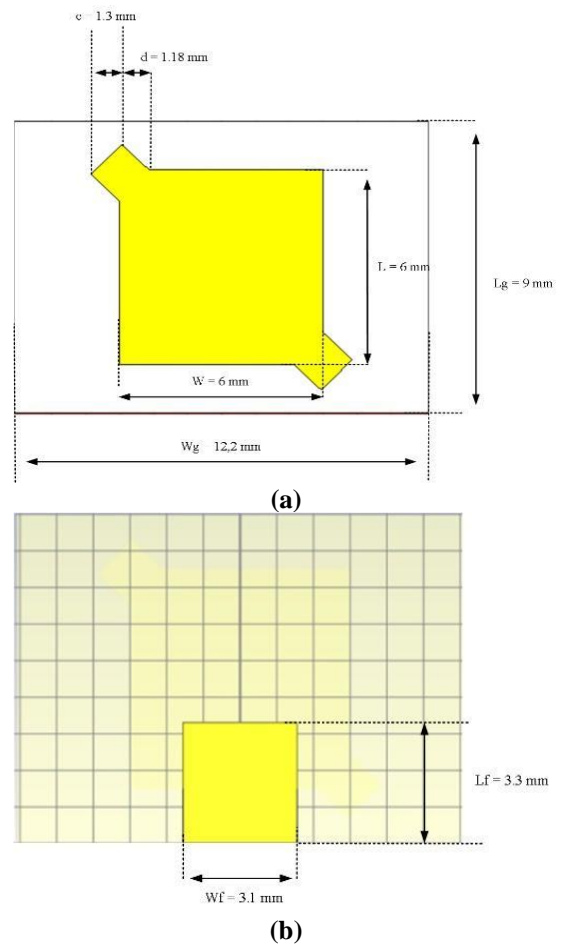 c = 1.3 mm
d = 1.18 mm
L = 6 mm
Lg = 9 mm
W = 6 mm
Wg 12,2 mm
(a)
Lf = 3.3 mm
Wf = 3.1 mm
(b)